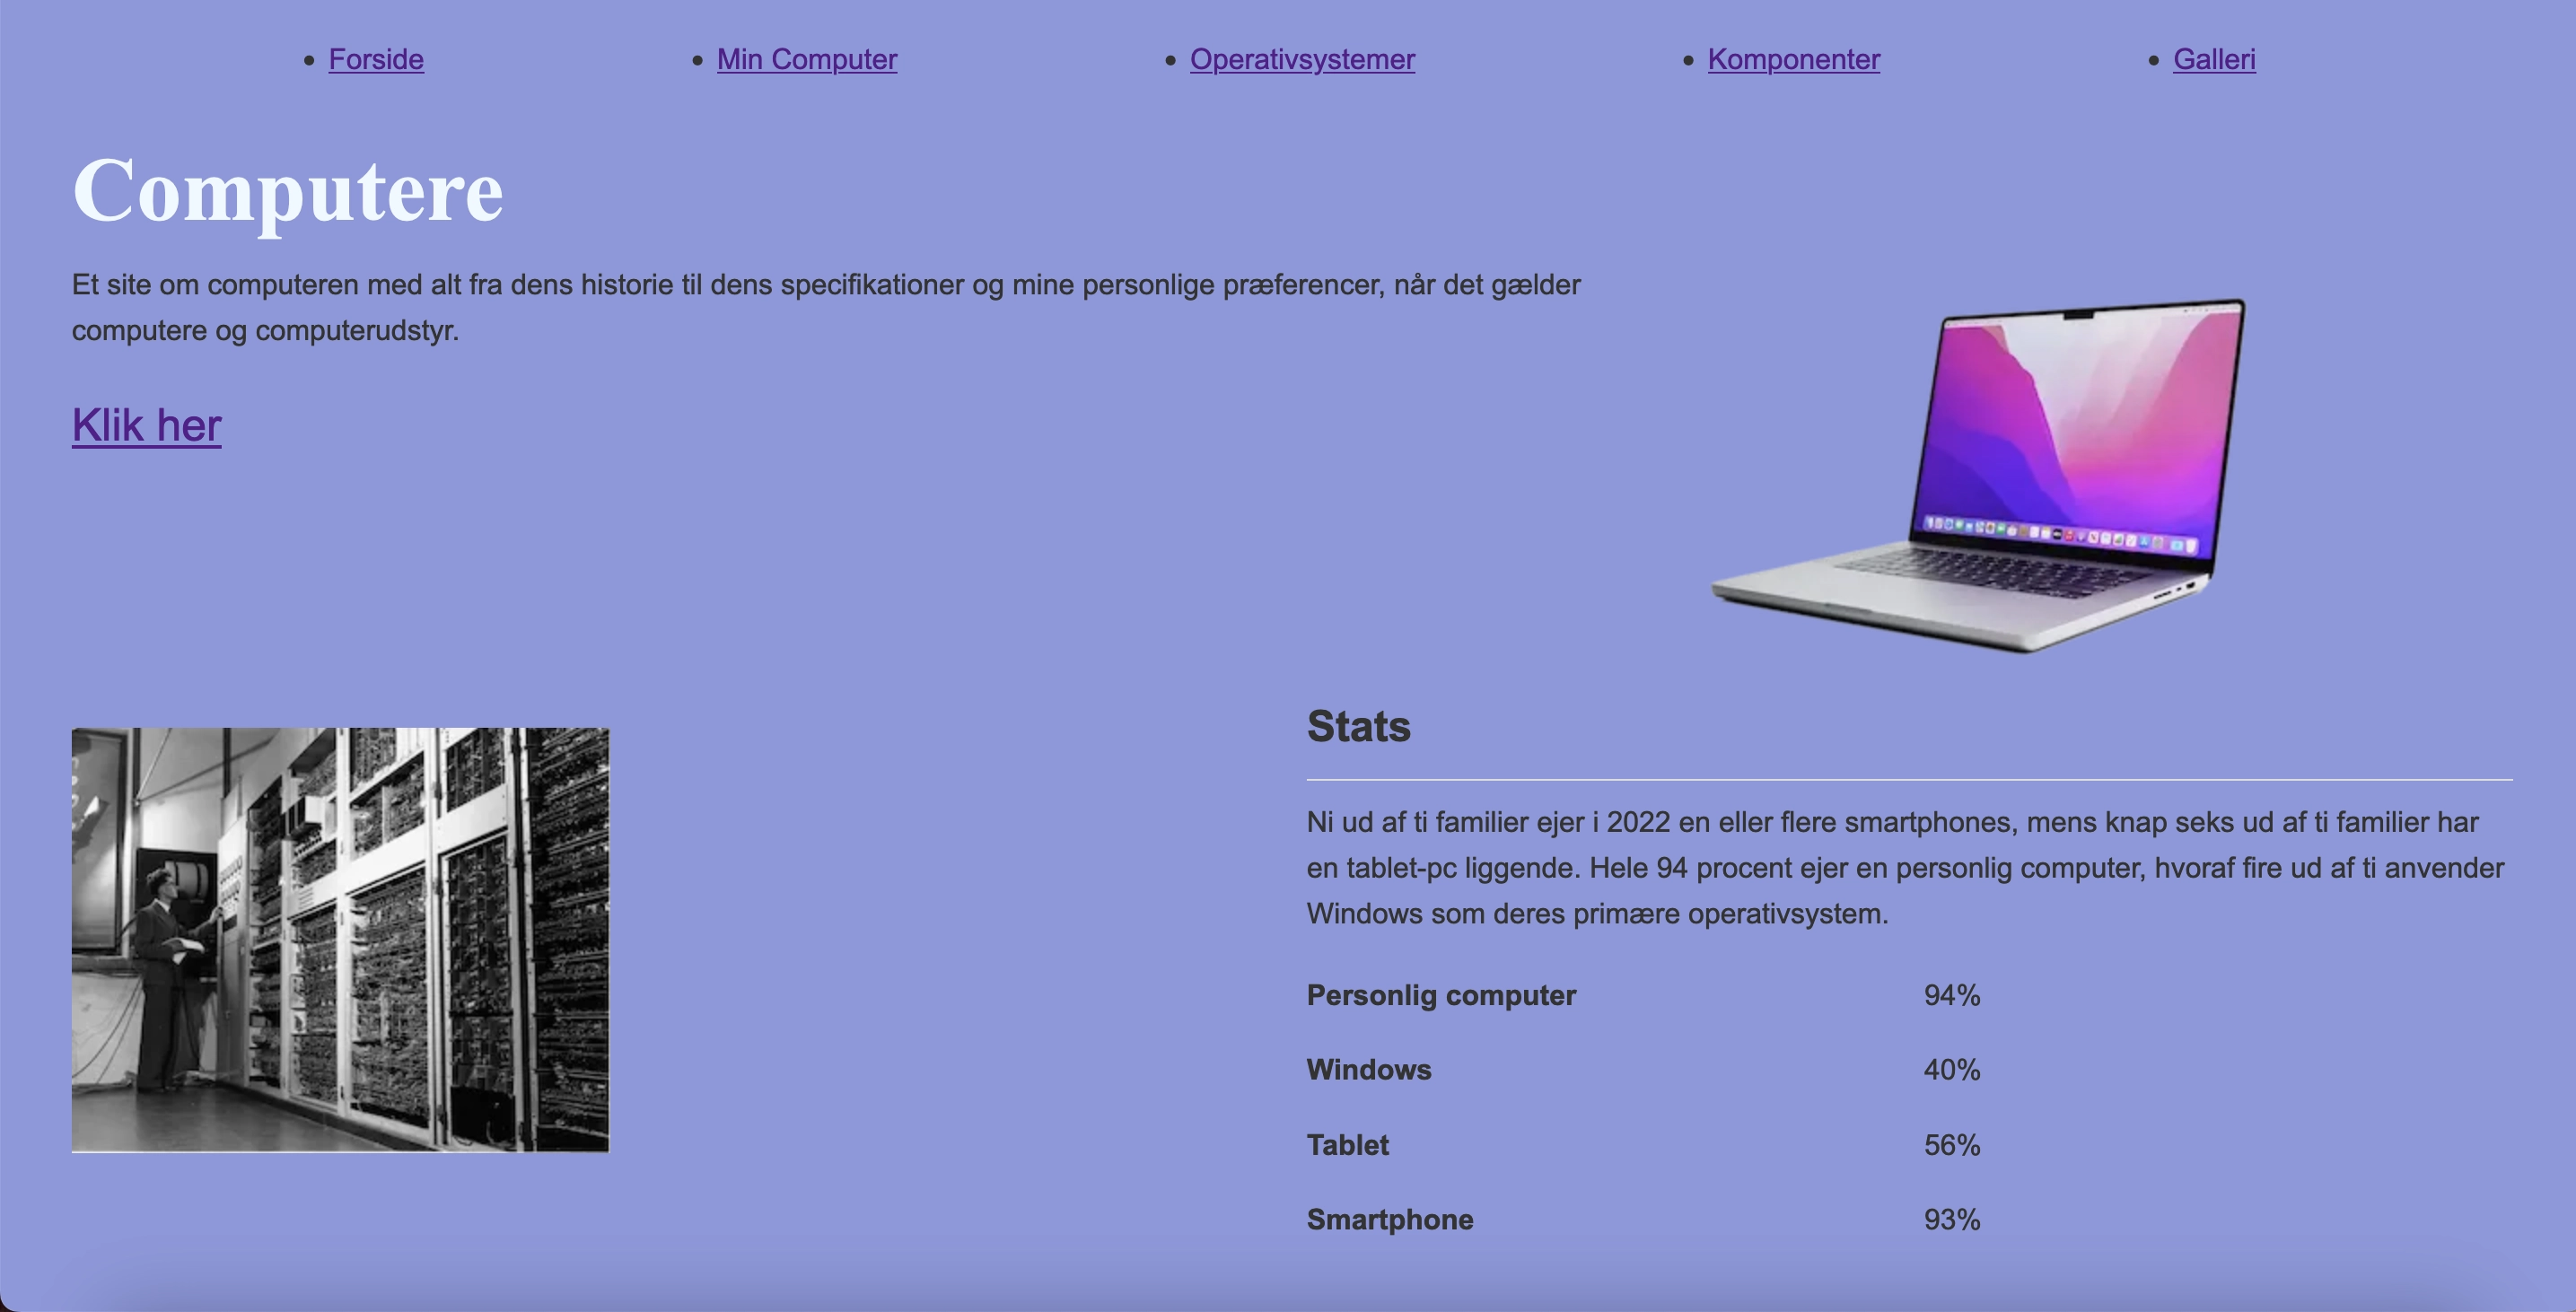 Forside
Min Computer
Operativsystemer
Komponenter
Galleri
Computere
Et site om computeren med alt fra dens historie til dens specifikationer og mine personlige præferencer, når det gælder
computere og computerudstyr.
Klik her
Stats
Ni ud af ti familier ejer i 2022 en eller flere smartphones, mens knap seks ud af ti familier har
en tablet-pc liggende. Hele 94 procent ejer en personlig computer, hvoraf fire ud af ti anvender
Windows som deres primære operativsystem.
Personlig computer 94%
Windows 40%
Tablet 56%
Smartphone 93%